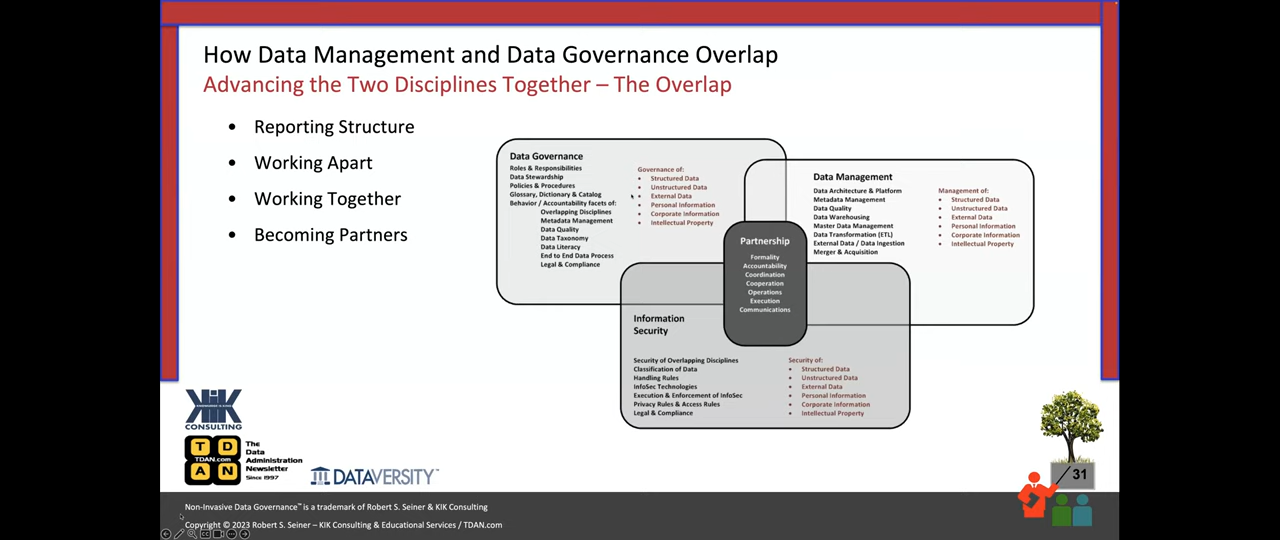 How Data Management and Data Governance Overlap
Advancing the Two Disciplines Together – The Overlap
• Reporting Structure
• Working Apart
• Working Together
• Becoming Partners
Data Governance
Roles & Responsibilities
Data Stewardship
Policies & Procedures
Glossary, Dictionary & Catalog
Behavior / Accountability facets of:
Overlapping Disciplines
Metadata Management
Data Quality
Data Taxonomy
Data Literacy
End to End Data Process
Legal & Compliance
Governance of:
• Structured Data
• Unstructured Data
• External Data
• Personal Information
• Corporate Information
• Intellectual Property
Data Management
Data Architecture & Platform
Metadata Management
Data Quality
Data Warehousing
Master Data Management
Data Transformation (ETL)
External Data / Data Ingestion
Merger & Acquisition
Management of:
• Structured Data
• Unstructured Data
• External Data
• Personal Information
• Corporate Information
• Intellectual Property
Partnership
Formality
Accountability
Coordination
Cooperation
Operations
Execution
Communications
Information
Security
Security of Overlapping Disciplines
Classification of Data
Handling Rules
InfoSec Technologies
Execution & Enforcement of InfoSec
Privacy Rules & Access Rules
Legal & Compliance
Security of:
• Structured Data
• Unstructured Data
• External Data
• Personal Information
• Corporate Information
• Intellectual Property
KIK
CONSULTING
T D
TDAN.com
A N
The
Data
Administration
Newsletter
Since 1997
DATAVERSITY™
31
Non-Invasive Data Governance™ is a trademark of Robert S. Seiner & KIK Consulting
Copyright © 2023 Robert S. Seiner – KIK Consulting & Educational Services / TDAN.com